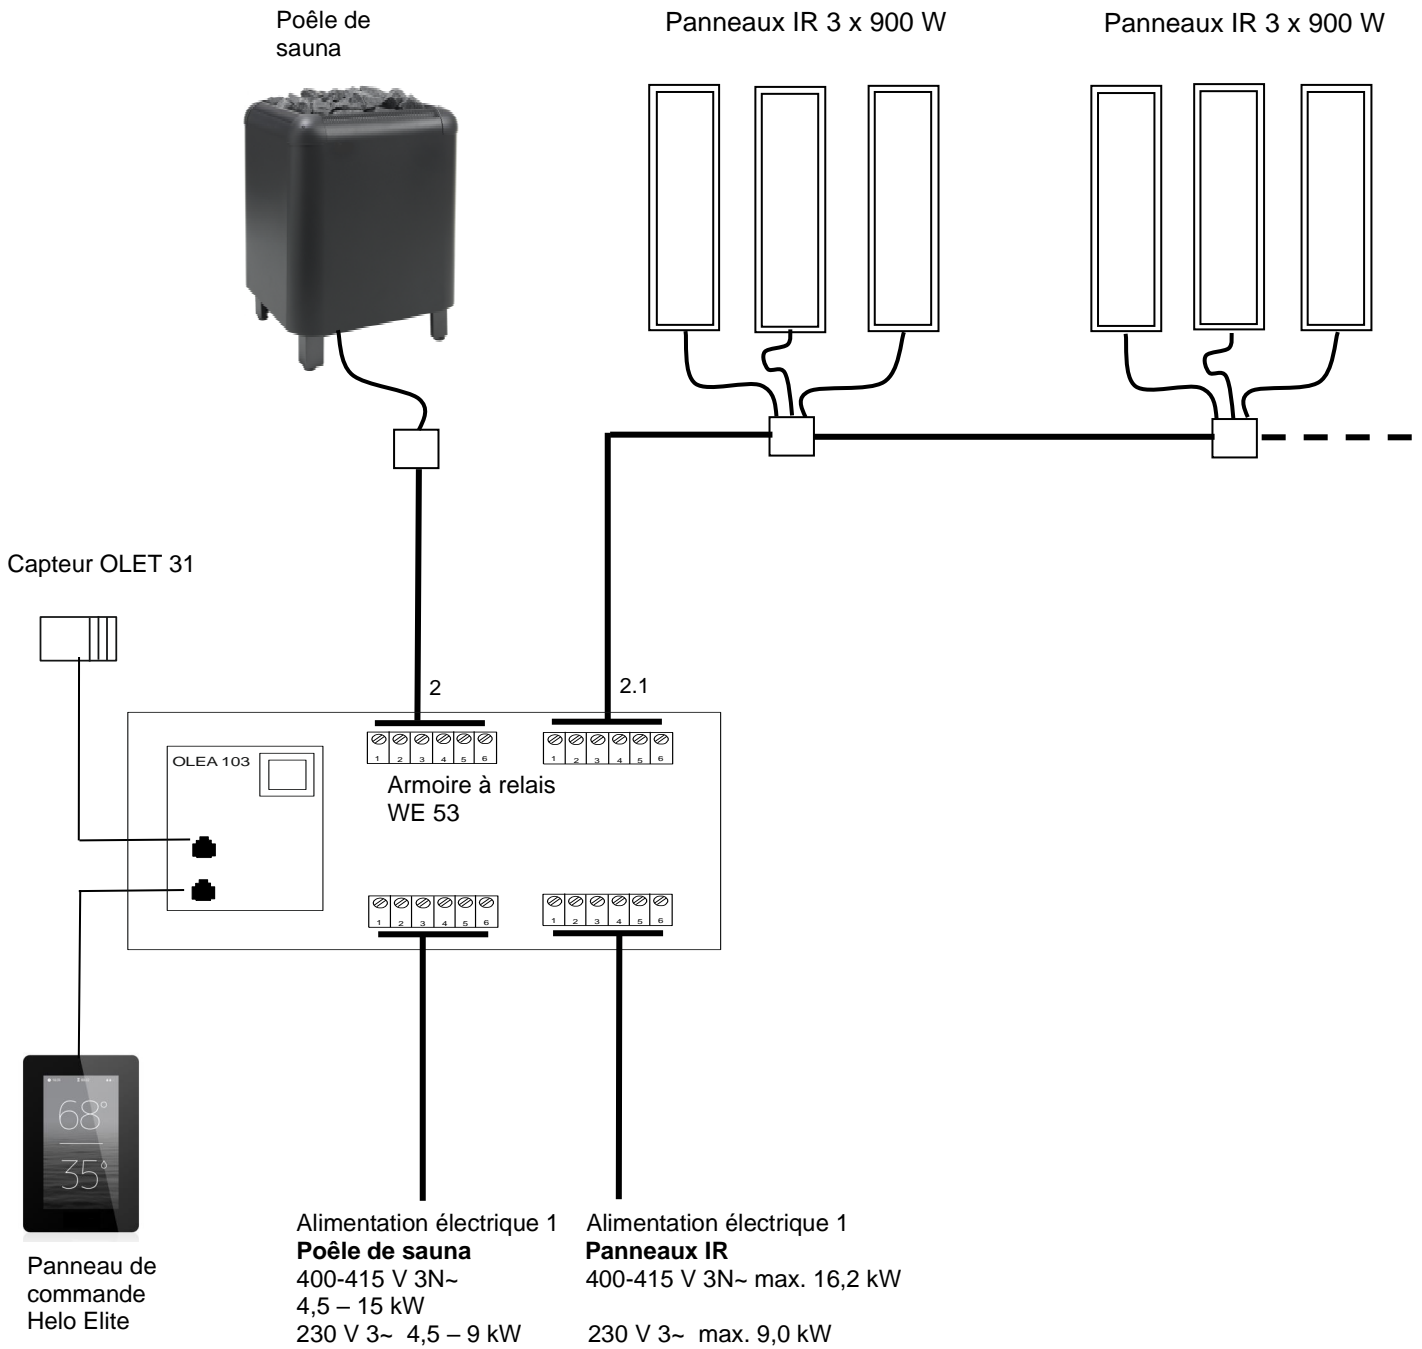 Poêle de
sauna
Panneaux IR 3 x 900 W
Panneaux IR 3 x 900 W
Capteur OLET 31
2
2.1
OLEA 103
1 2 3 4 5 6
1 2 3 4 5 6
Armoire à relais
WE 53
1 2 3 4 5 6
1 2 3 4 5 6
68°
35°
Panneau de
commande
Helo Elite
Alimentation électrique 1
Poêle de sauna
400-415 V 3N~
4,5 – 15 kW
230 V 3~ 4,5 – 9 kW
Alimentation électrique 1
Panneaux IR
400-415 V 3N~ max. 16,2 kW
230 V 3~ max. 9,0 kW